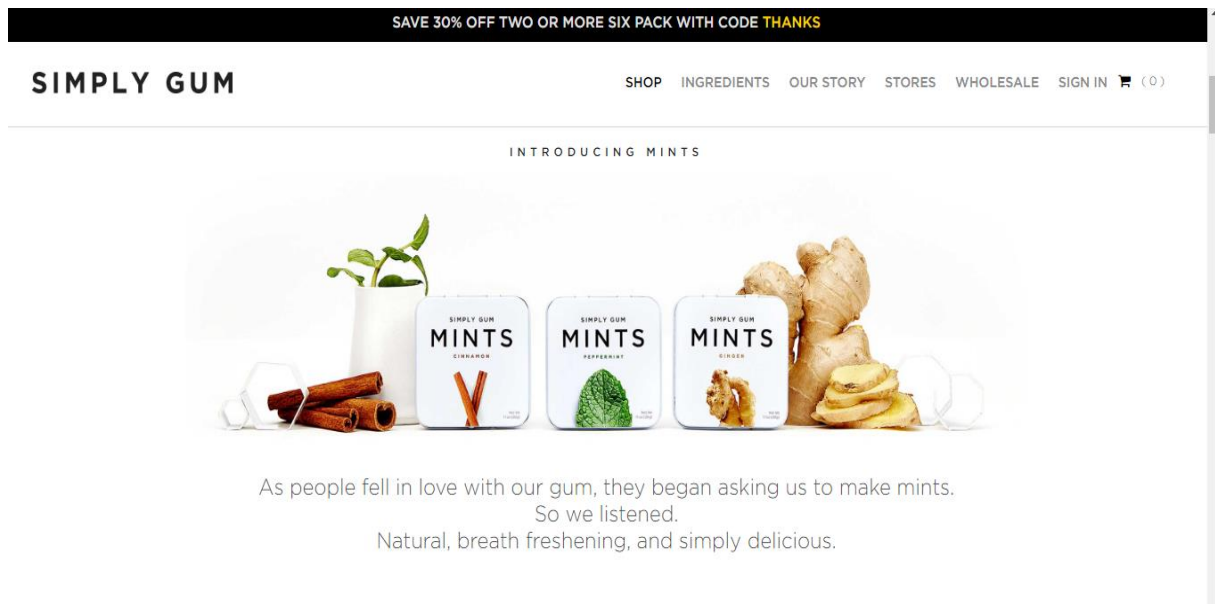 SAVE 30% OFF TWO OR MORE SIX PACK WITH CODE THANKS
SIMPLY GUM
SHOP INGREDIENTS OUR STORY STORES WHOLESALE SIGN IN (0)
INTRODUCING MINTS
SIMPLY GUM
MINTS
CINNAMON
SIMPLY GUM
MINTS
PEPPERMINT
SIMPLY GUM
MINTS
GINGER
As people fell in love with our gum, they began asking us to make mints.
So we listened.
Natural, breath freshening, and simply delicious.